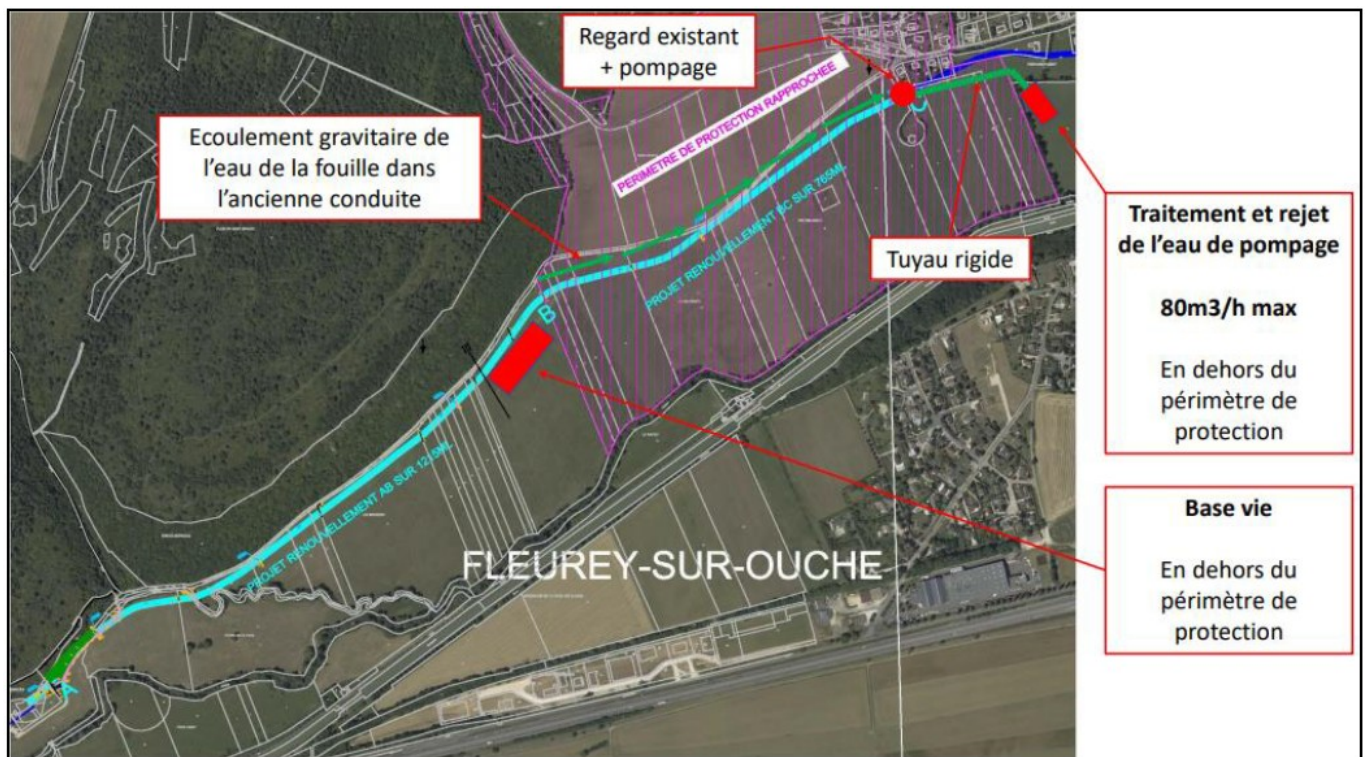 Regard existant
+ pompage
Ecoulement gravitaire de
l'eau de la fouille dans
l'ancienne conduite
PERIMETRE DE PROTECTION RAPPROCHEE
C
Tuyau rigide
PROJET RENOUVELLEMENT BC SUR 765ML
B
Traitement et rejet
de l'eau de pompage
80m3/h max
En dehors du
périmètre de
protection
PROJET RENOUVELLEMENT AB SUR 1215ML
FLEUREY-SUR-OUCHE
Base vie
En dehors du
périmètre de
protection
A